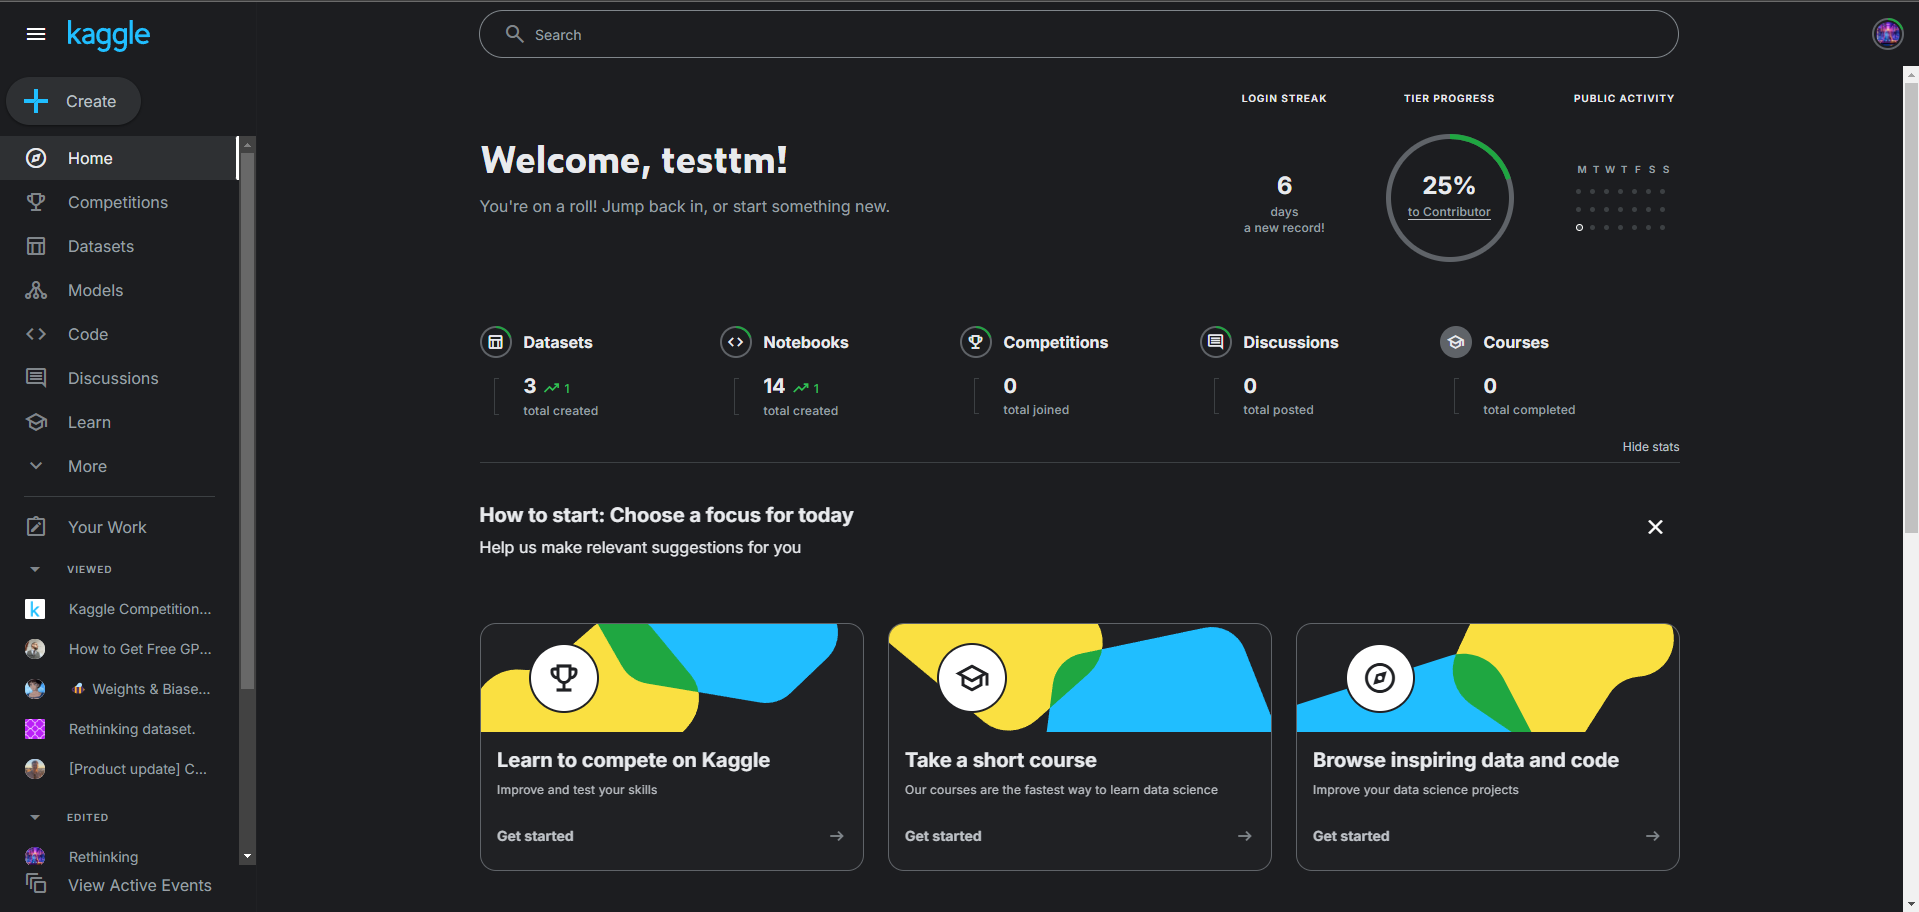 kaggle
Search
Create
Home
Competitions
Datasets
Models
Code
Discussions
Learn
More
Your Work
VIEWED
Kaggle Competition...
How to Get Free GP...
Weights & Biase...
Rethinking dataset.
[Product update] C...
EDITED
Rethinking
View Active Events
Welcome, testtm!
You're on a roll! Jump back in, or start something new.
LOGIN STREAK
6
days
a new record!
TIER PROGRESS
25%
to Contributor
PUBLIC ACTIVITY
M T W T F S S
Datasets
3 1
total created
Notebooks
14 1
total created
Competitions
0
total joined
Discussions
0
total posted
Courses
0
total completed
Hide stats
How to start: Choose a focus for today
Help us make relevant suggestions for you
Learn to compete on Kaggle
Improve and test your skills
Get started
Take a short course
Our courses are the fastest way to learn data science
Get started
Browse inspiring data and code
Improve your data science projects
Get started